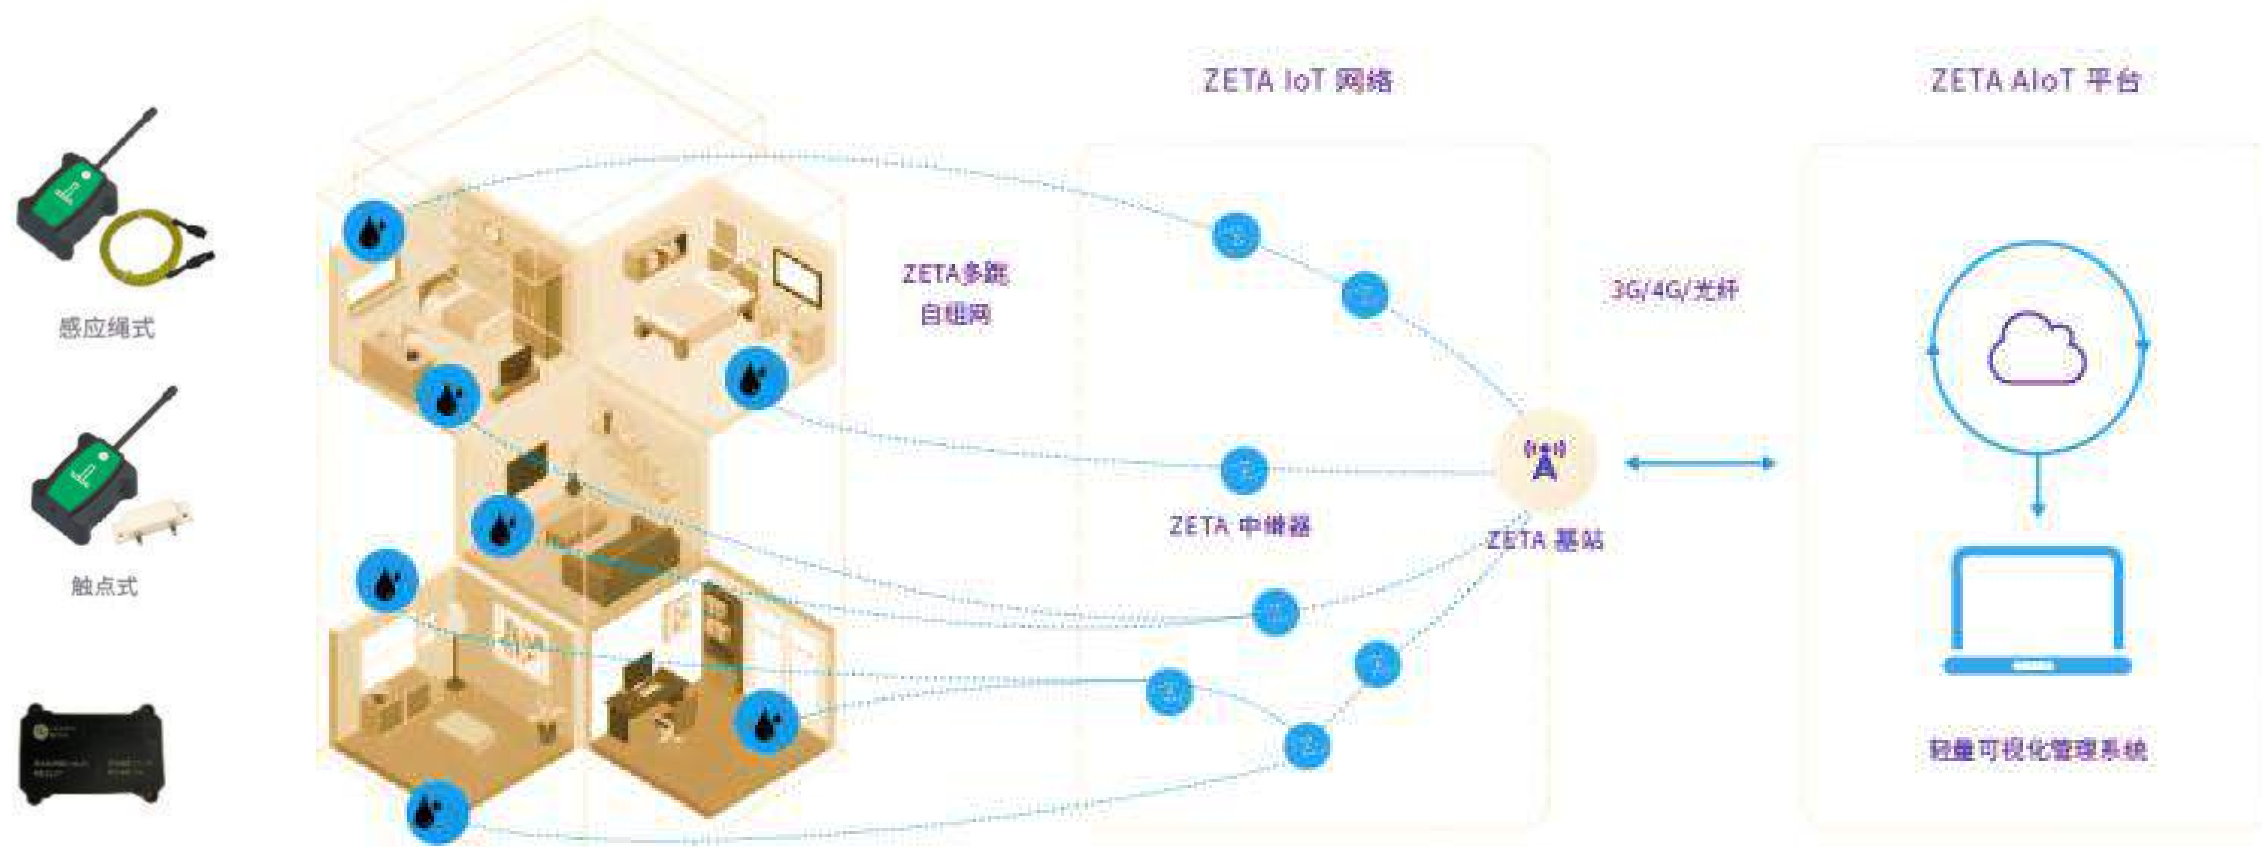 ZETA IoT 网络
ZETA AIoT 平台
ZETA多跳
自组网
3G/4G/光纤
感应绳式
ZETA 中继器
ZETA 基站
触点式
轻量可视化管理系统